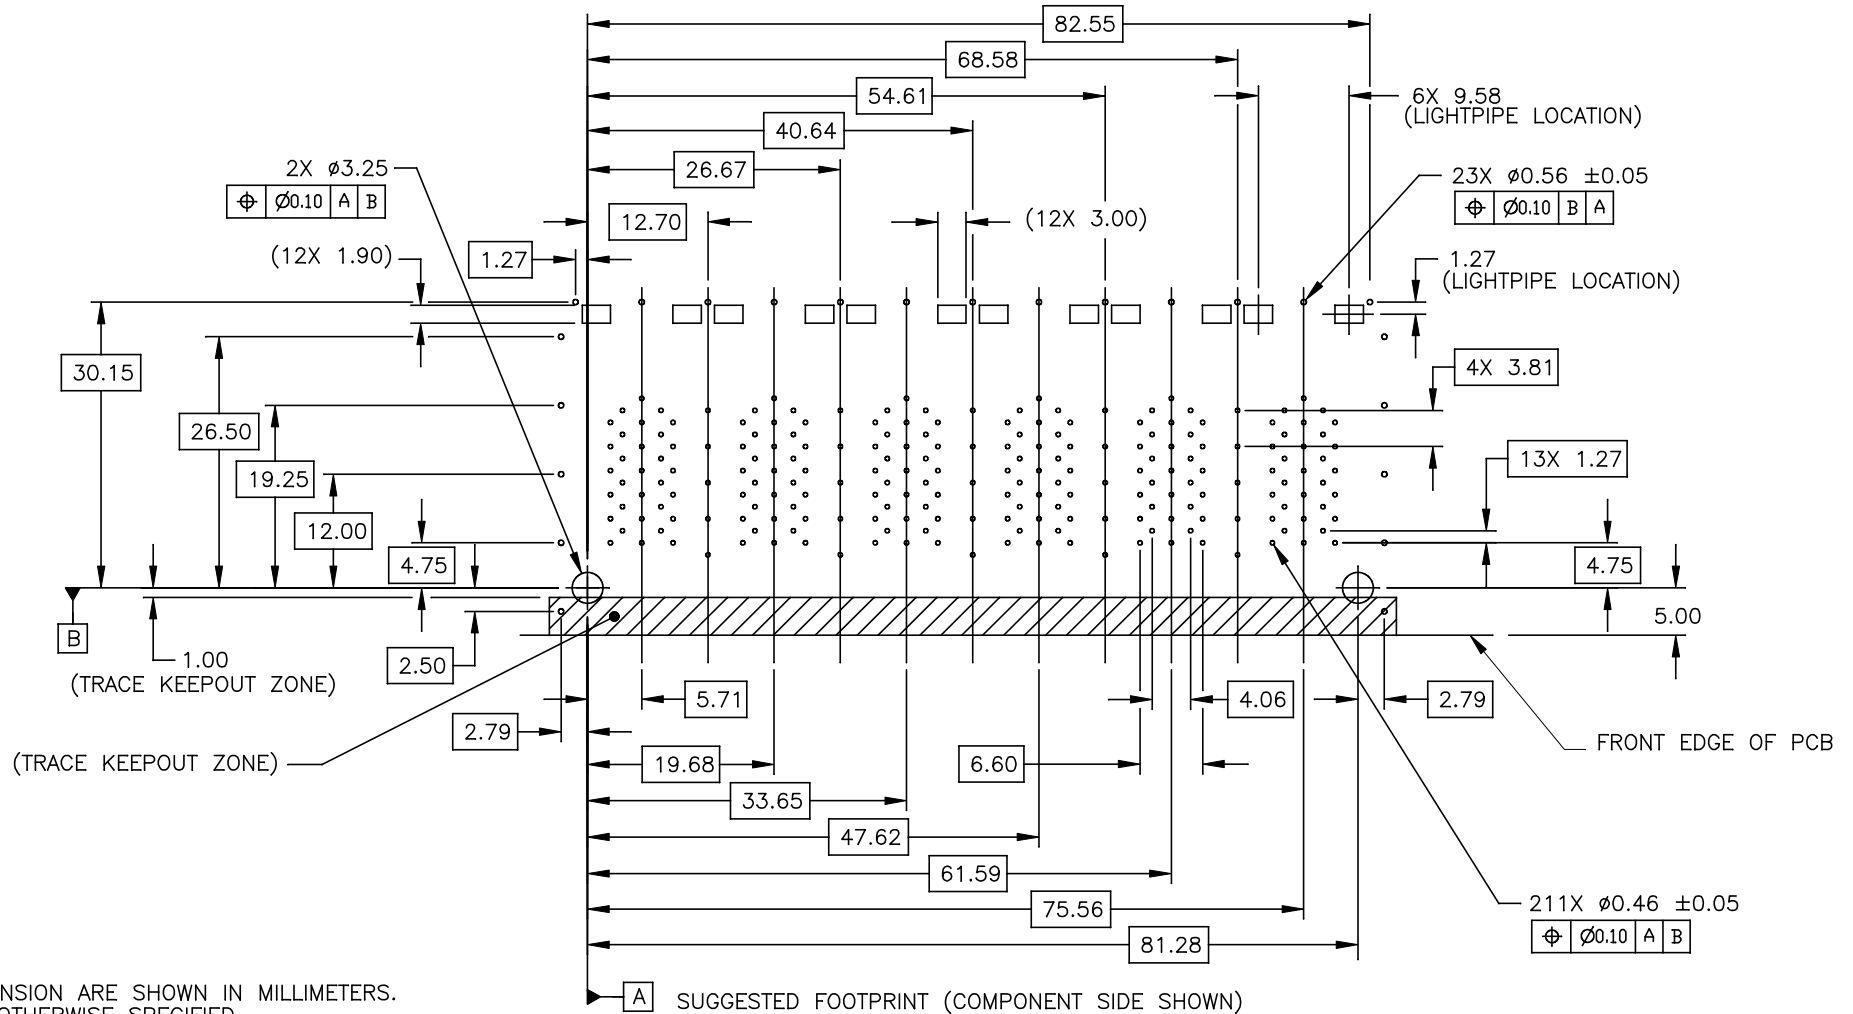 82.55
68.58
54.61
6X 9.58
(LIGHTPIPE LOCATION)
40.64
26.67
2X ø3.25
⌖ Ø0.10 A B
23X ø0.56 ±0.05
⌖ Ø0.10 B A
12.70
(12X 3.00)
(12X 1.90)
1.27
1.27
(LIGHTPIPE LOCATION)
30.15
4X 3.81
26.50
13X 1.27
19.25
12.00
4.75
4.75
B
5.00
1.00
(TRACE KEEPOUT ZONE)
2.50
5.71
4.06
2.79
2.79
(TRACE KEEPOUT ZONE)
19.68
6.60
FRONT EDGE OF PCB
33.65
47.62
61.59
75.56
211X ø0.46 ±0.05
⌖ Ø0.10 A B
81.28
NSION ARE SHOWN IN MILLIMETERS.
OTHERWISE SPECIFIED
A
SUGGESTED FOOTPRINT (COMPONENT SIDE SHOWN)